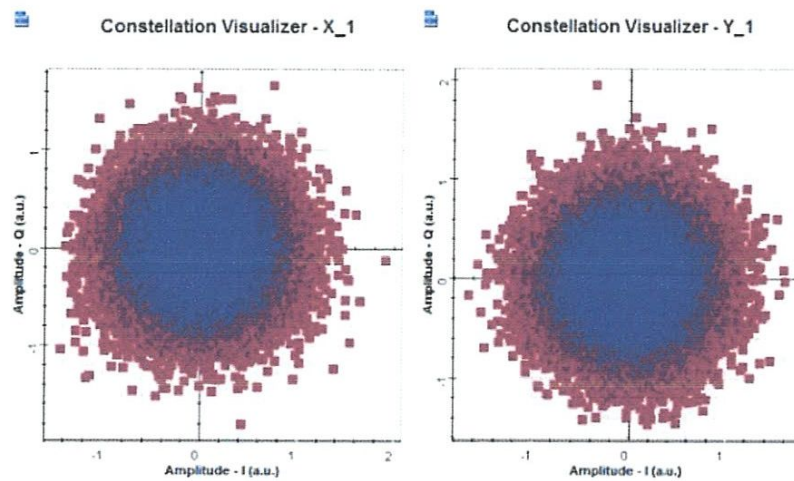 Constellation Visualizer - X_1
Constellation Visualizer - Y_1
Amplitude - Q (a.u.)
1
0
-1
-1
0
1
2
Amplitude - I (a.u.)
Amplitude - Q (a.u.)
2
1
0
-1
-1
0
1
Amplitude - I (a.u.)